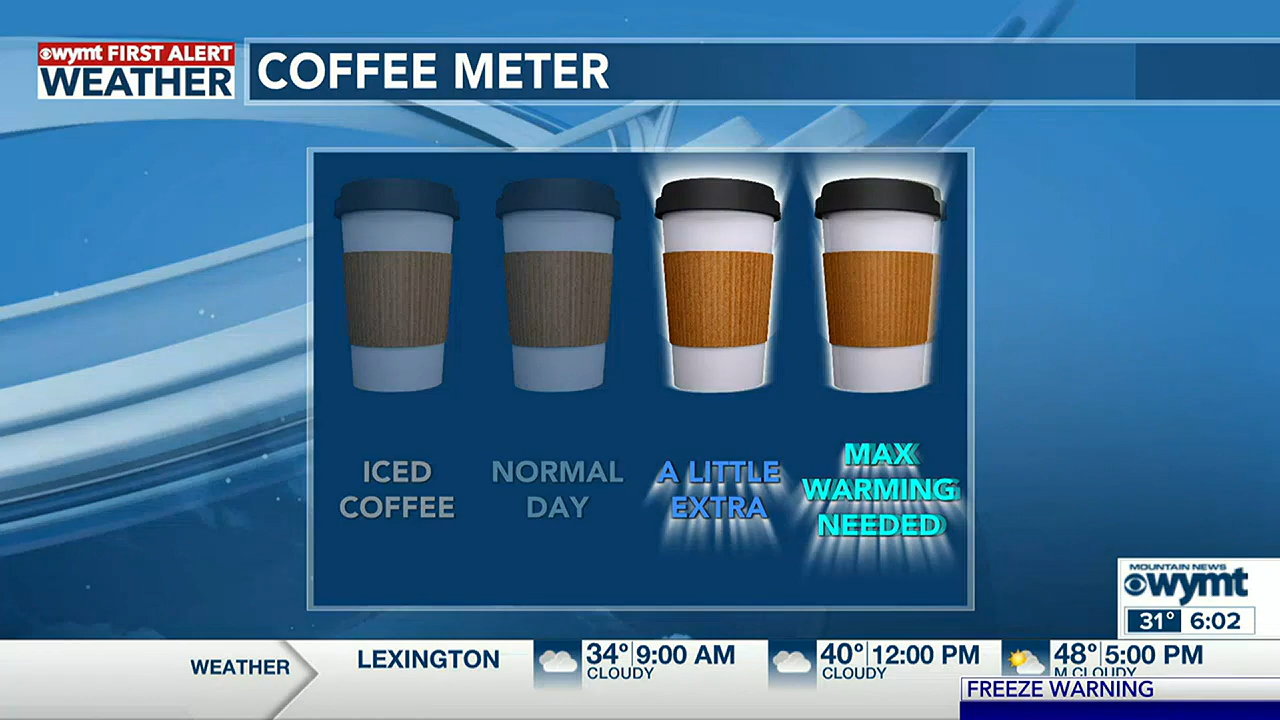 wymt FIRST ALERT
WEATHER
COFFEE METER
ICED
COFFEE
NORMAL
DAY
A LITTLE
EXTRA
MAX
WARMING
NEEDED
MOUNTAIN NEWS
wymt
31° 6:02
WEATHER
LEXINGTON
34° 9:00 AM
CLOUDY
40° 12:00 PM
CLOUDY
48° 5:00 PM
M CLOUDY
FREEZE WARNING